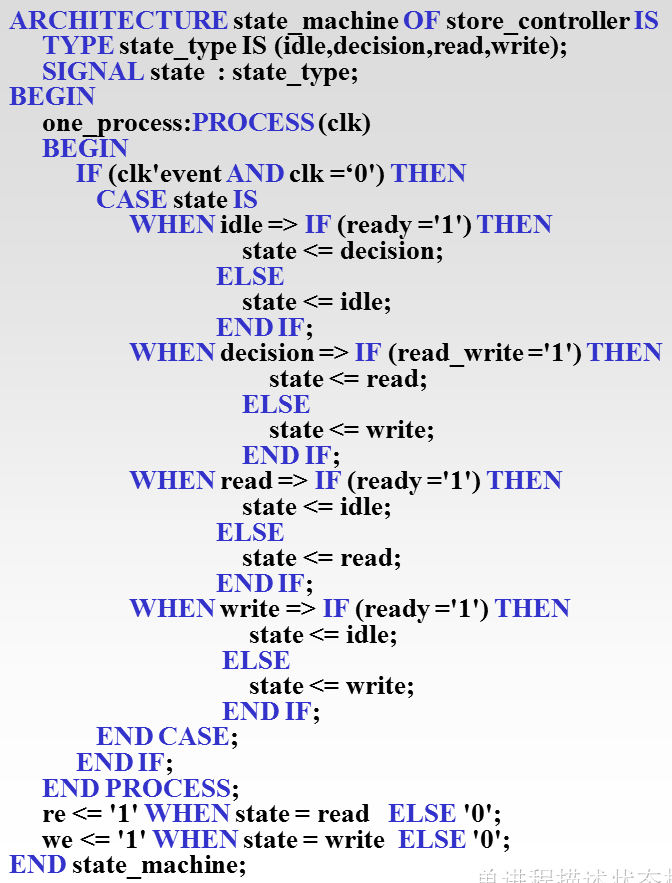 ARCHITECTURE state_machine OF store_controller IS
TYPE state_type IS (idle,decision,read,write);
SIGNAL state : state_type;
BEGIN
one_process:PROCESS(clk)
BEGIN
IF (clk'event AND clk =‘0') THEN
CASE state IS
WHEN idle => IF (ready ='1') THEN
state <= decision;
ELSE
state <= idle;
END IF;
WHEN decision => IF (read_write ='1') THEN
state <= read;
ELSE
state <= write;
END IF;
WHEN read => IF (ready ='1') THEN
state <= idle;
ELSE
state <= read;
END IF;
WHEN write => IF (ready ='1') THEN
state <= idle;
ELSE
state <= write;
END IF;
END CASE;
END IF;
END PROCESS;
re <= '1' WHEN state = read ELSE '0';
we <= '1' WHEN state = write ELSE '0';
END state_machine;